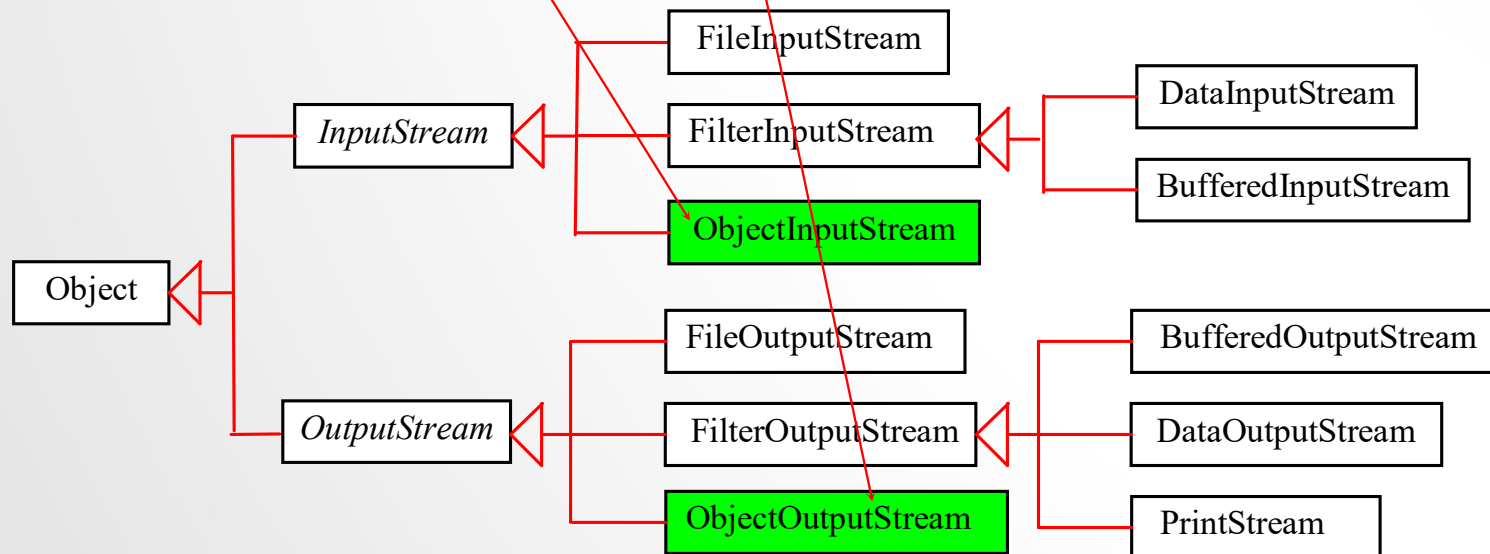 FileInputStream
DataInputStream
InputStream
FilterInputStream
BufferedInputStream
ObjectInputStream
Object
FileOutputStream
BufferedOutputStream
OutputStream
FilterOutputStream
DataOutputStream
ObjectOutputStream
PrintStream